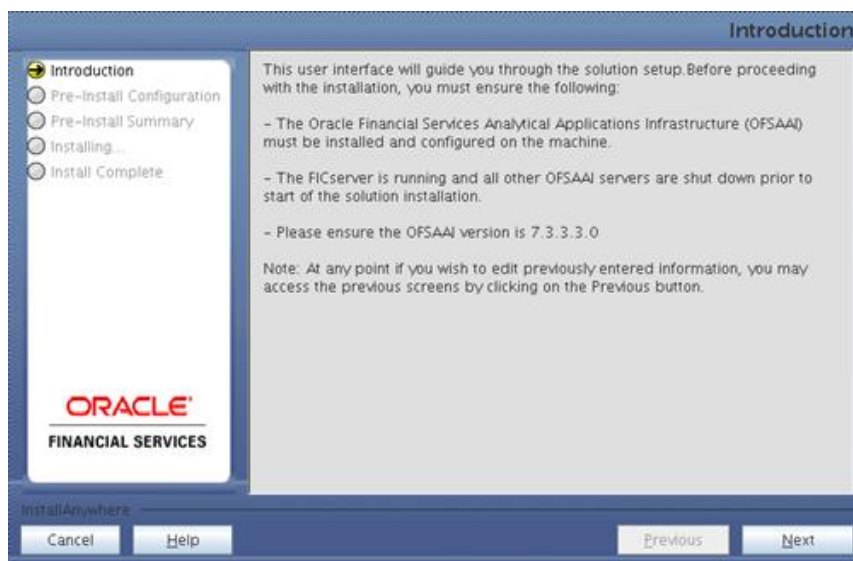 Introduction
Introduction
Pre-Install Configuration
Pre-Install Summary
Installing...
Install Complete
ORACLE
FINANCIAL SERVICES
This user interface will guide you through the solution setup.Before proceeding
with the installation, you must ensure the following:
- The Oracle Financial Services Analytical Applications Infrastructure (OFSAAI)
must be installed and configured on the machine.
- The FICserver is running and all other OFSAAI servers are shut down prior to
start of the solution installation.
- Please ensure the OFSAAI version is 7.3.3.3.0
Note: At any point if you wish to edit previously entered information, you may
access the previous screens by clicking on the Previous button.
InstallAnywhere
Cancel
Help
Previous
Next